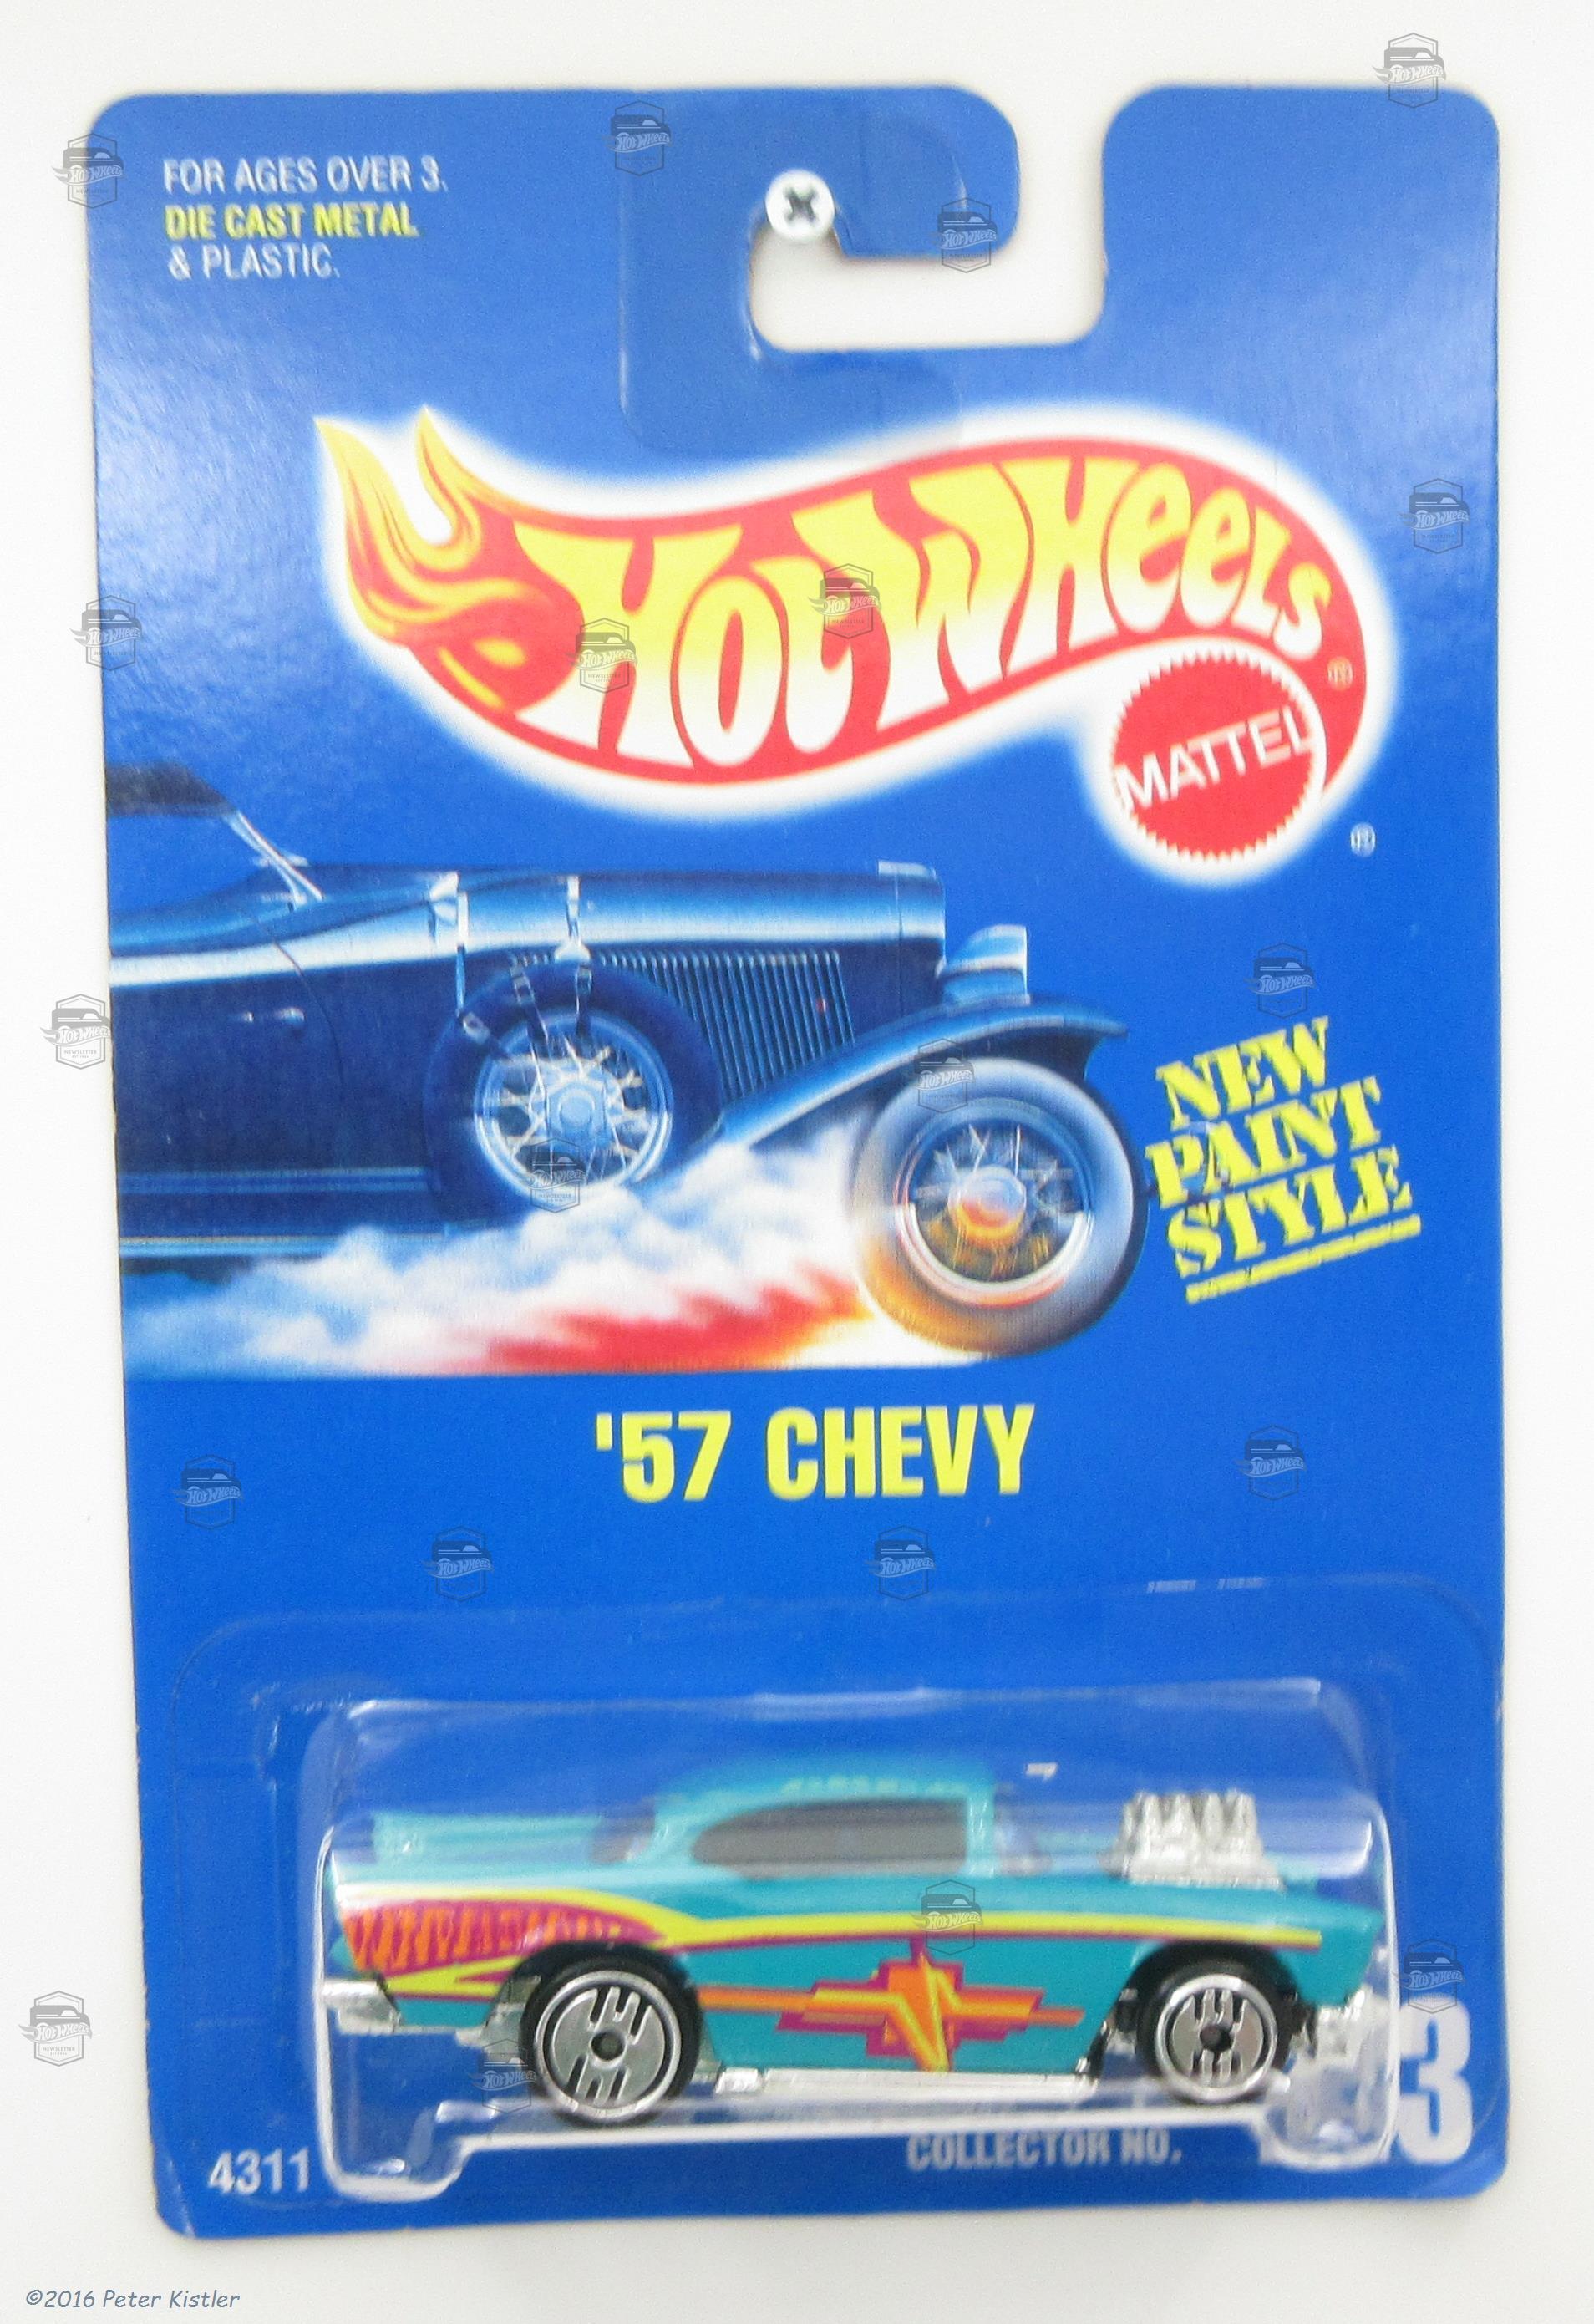 FOR AGES OVER 3.
DIE CAST METAL
& PLASTIC.
HOT WHEELS ®
MATTEL
®
NEW
PAINT
STYLE
'57 CHEVY
4311
COLLECTOR NO.
3
©2016 Peter Kistler